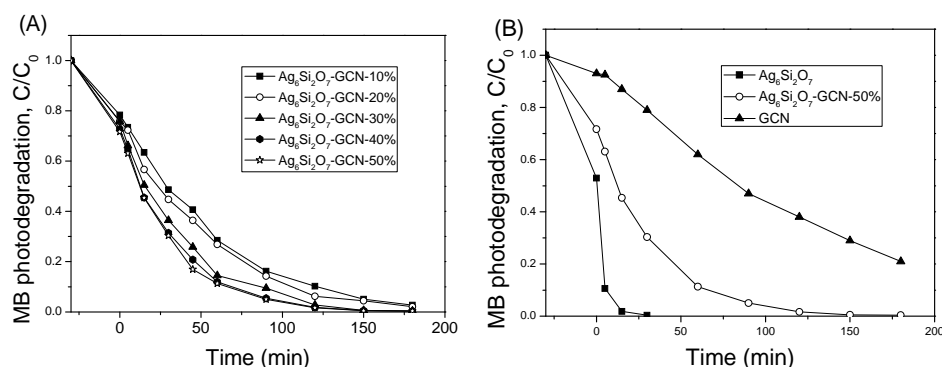 (A)
MB photodegradation, C/C₀
1.0
0.8
0.6
0.4
0.2
0.0
Ag₆Si₂O₇-GCN-10%
Ag₆Si₂O₇-GCN-20%
Ag₆Si₂O₇-GCN-30%
Ag₆Si₂O₇-GCN-40%
Ag₆Si₂O₇-GCN-50%
0 50 100 150 200
Time (min)
(B)
MB photodegradation, C/C₀
1.0
0.8
0.6
0.4
0.2
0.0
Ag₆Si₂O₇
Ag₆Si₂O₇-GCN-50%
GCN
0 50 100 150 200
Time (min)